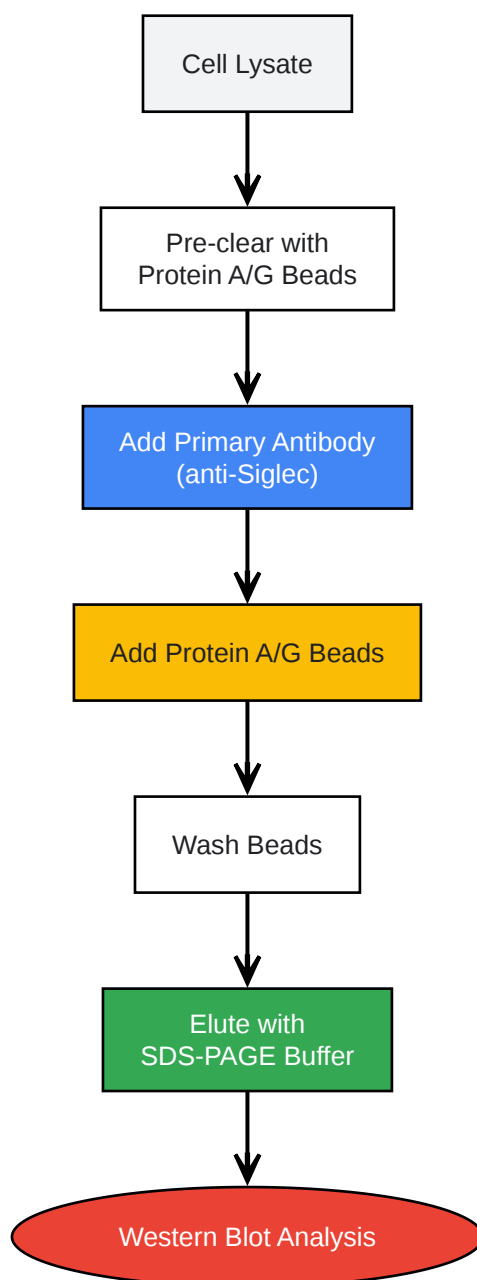 Cell Lysate
Pre-clear with
Protein A/G Beads
Add Primary Antibody
(anti-Siglec)
Add Protein A/G Beads
Wash Beads
Elute with
SDS-PAGE Buffer
Western Blot Analysis